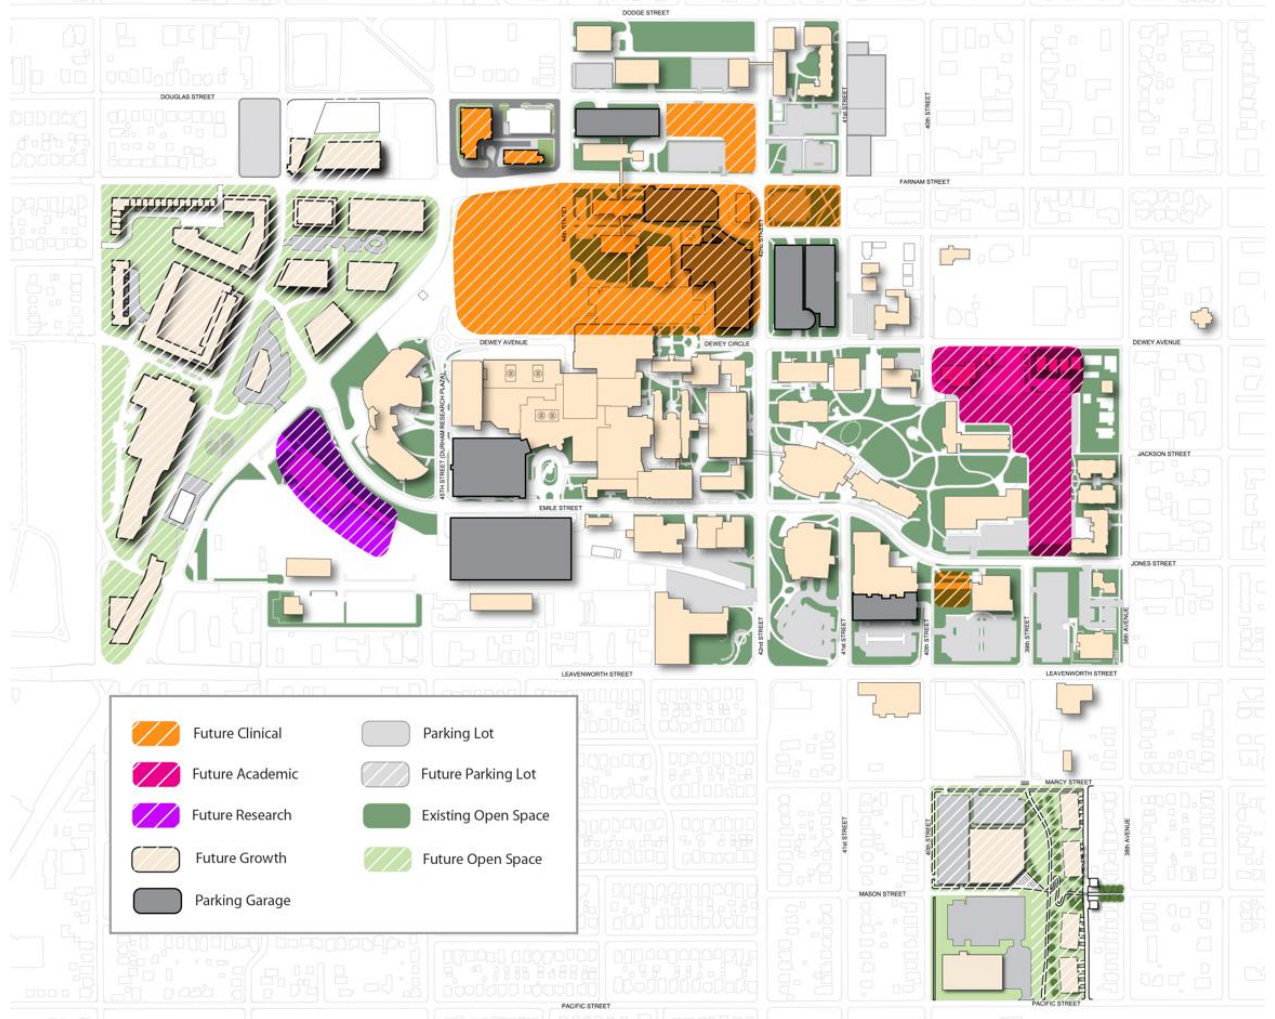 DODGE STREET
DOUGLAS STREET
41st STREET
40th STREET
FARNAM STREET
44th STREET
42nd STREET
DEWEY AVENUE
DEWEY CIRCLE
DEWEY AVENUE
45TH STREET (DURHAM RESEARCH PLAZA)
JACKSON STREET
EMILE STREET
JONES STREET
42nd STREET
41st STREET
40th STREET
39th STREET
38th AVENUE
LEAVENWORTH STREET
LEAVENWORTH STREET
Future Clinical
Future Academic
Future Research
Future Growth
Parking Garage
Parking Lot
Future Parking Lot
Existing Open Space
Future Open Space
MARCY STREET
41st STREET
40th STREET
38th AVENUE
MASON STREET
PACIFIC STREET
PACIFIC STREET